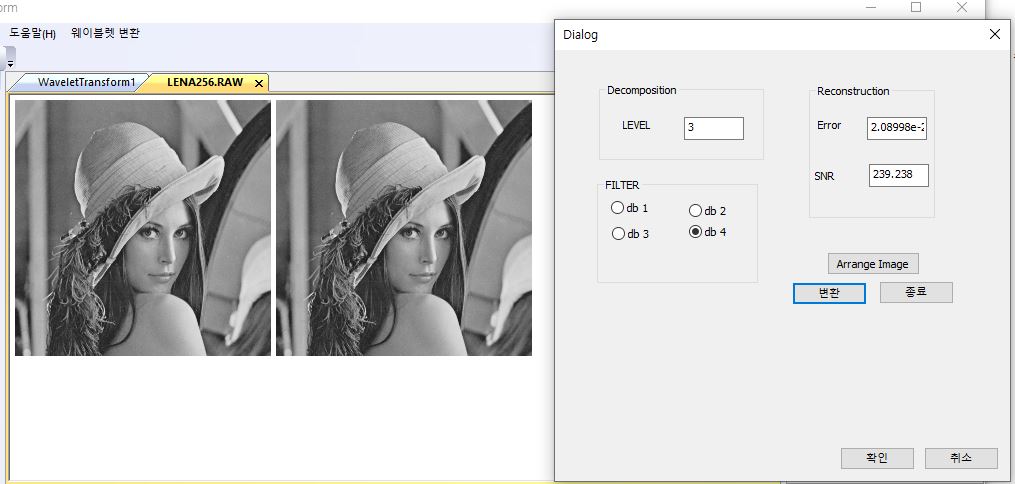 orm
도움말(H) 웨이블렛 변환
WaveletTransform1 LENA256.RAW
Dialog
Decomposition
LEVEL 3
FILTER
db 1 db 2
db 3 db 4
Reconstruction
Error 2.08998e-2
SNR 239.238
Arrange Image
변환 종료
확인 취소